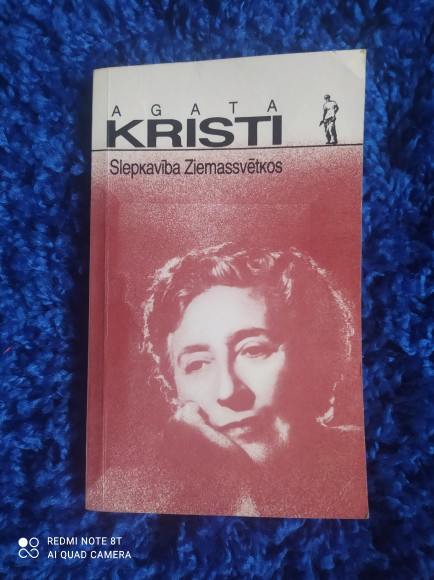 AGATA
KRISTI
Slepkavība Ziemassvētkos
REDMI NOTE 8T
AI QUAD CAMERA